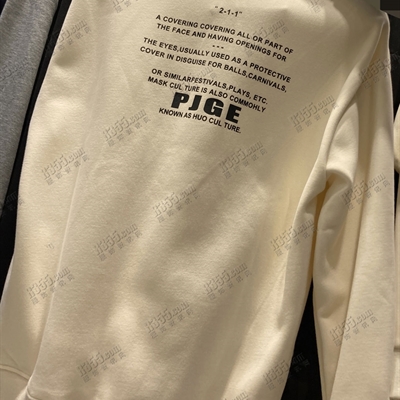 " 2-1-1"
A COVERING COVERING ALL OR PART OF
THE FACE AND HAVING OPENINGS FOR
---
THE EYES,USUALLY USED AS A PROTECTIVE
COVER IN DISGUISE FOR BALLS,CARNIVALS,
OR SIMILARFESTIVALS,PLAYS, ETC.
MASK CUL TURE IS ALSO COMMOHLY
PJGE
KNOWN AS HUO CUL TURE.